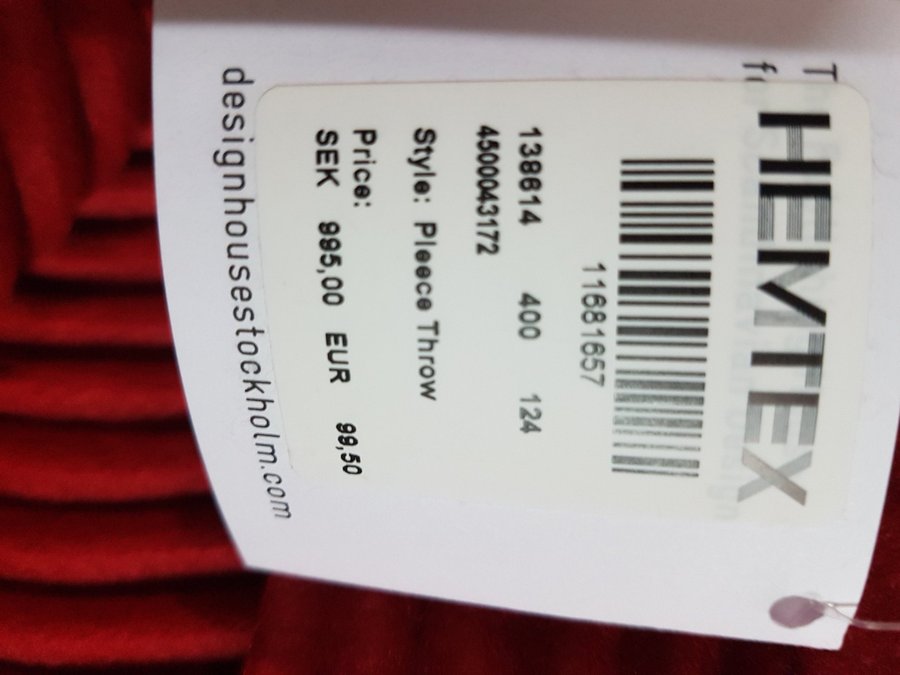 HEMTEX
11681657
138614 400 124
4500043172
Style: Pleece Throw
Price:
SEK 995,00 EUR 99,50
designhousestockholm.com